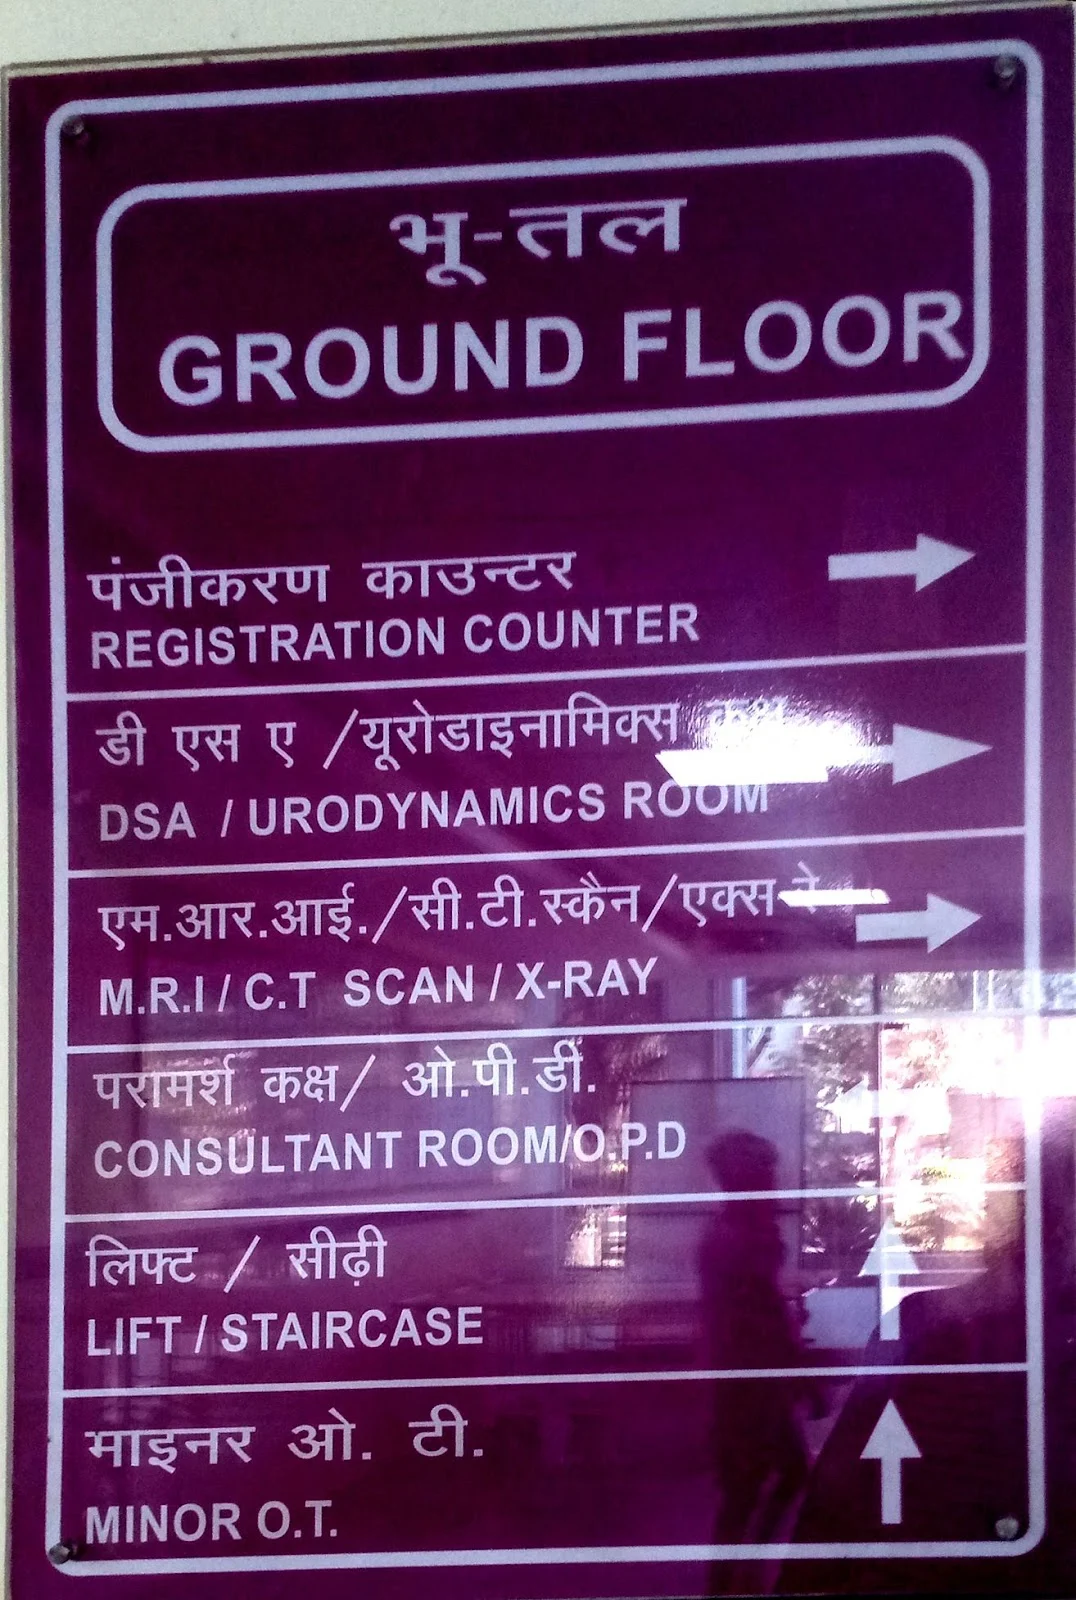 भू-तल
GROUND FLOOR
पंजीकरण काउन्टर
REGISTRATION COUNTER
डी एस ए /यूरोडाइनामिक्स कक्ष
DSA / URODYNAMICS ROOM
एम.आर.आई./सी.टी.स्कैन/एक्स-रे
M.R.I / C.T SCAN / X-RAY
परामर्श कक्ष/ ओ.पी.डी.
CONSULTANT ROOM/O.P.D
लिफ्ट / सीढ़ी
LIFT / STAIRCASE
माइनर ओ. टी.
MINOR O.T.